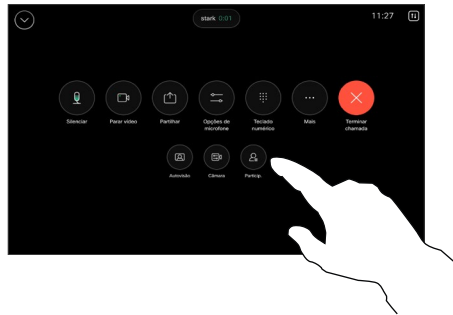 stark 0:01
11:27
Silenciar
Parar vídeo
Partilhar
Opções de
microfone
Teclado
numérico
Mais
Terminar
chamada
Autovisão
Câmara
Particip.